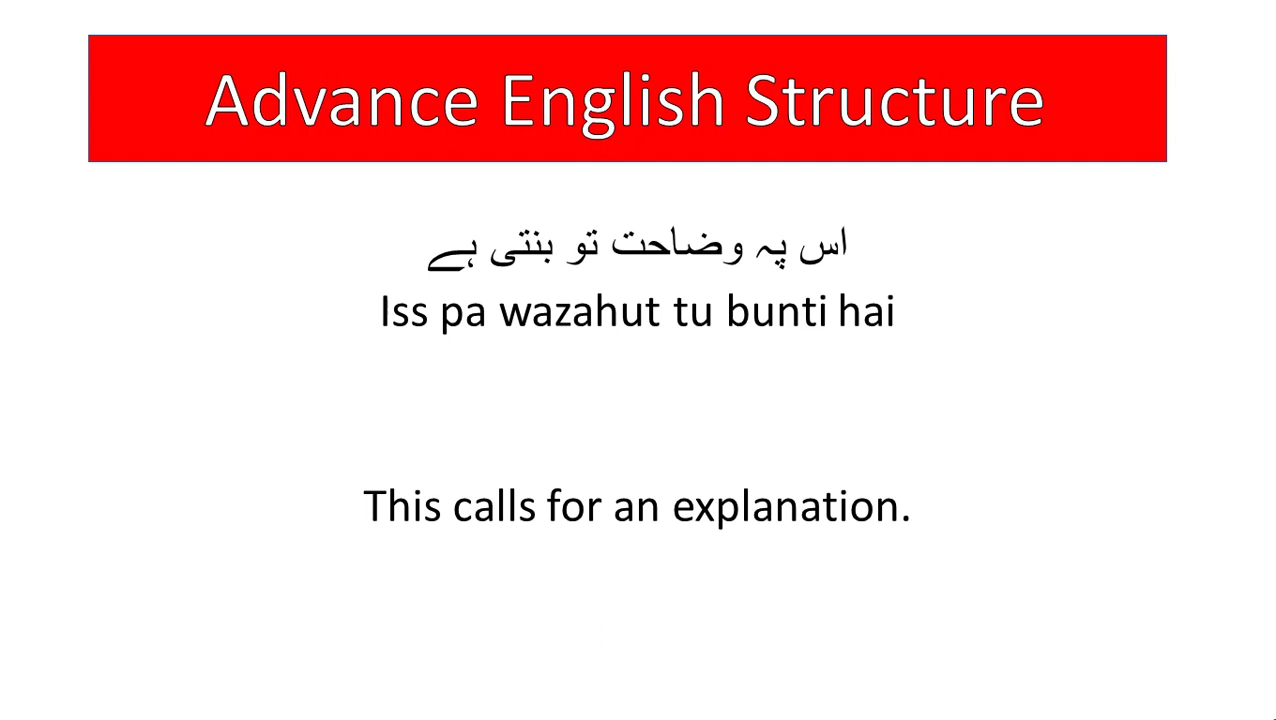 Advance English Structure
اس پہ وضاحت تو بنتی ہے
Iss pa wazahut tu bunti hai
This calls for an explanation.